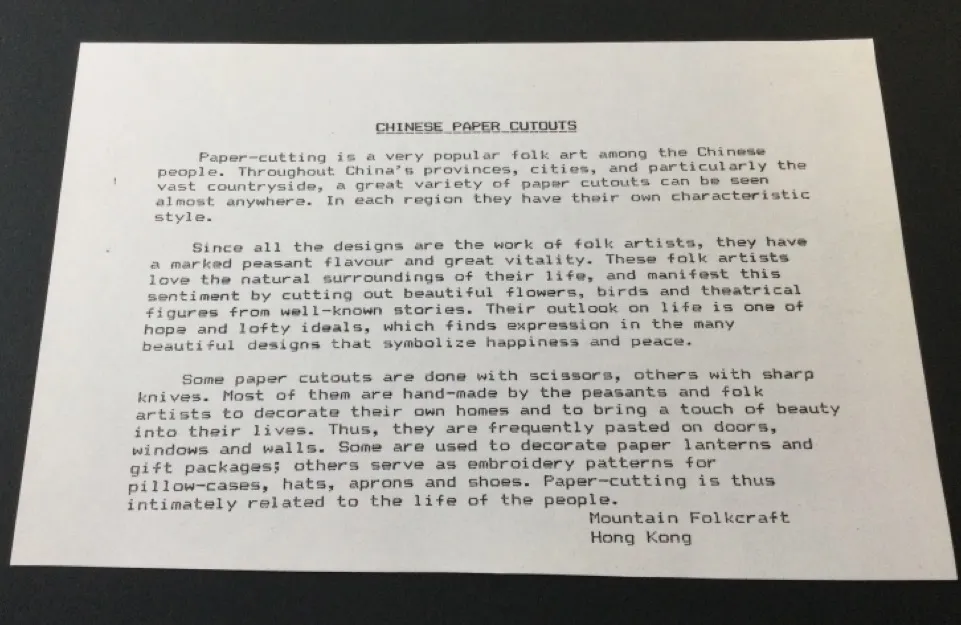 CHINESE PAPER CUTOUTS
Paper-cutting is a very popular folk art among the Chinese
people. Throughout China's provinces, cities, and particularly the
vast countryside, a great variety of paper cutouts can be seen
almost anywhere. In each region they have their own characteristic
style.
Since all the designs are the work of folk artists, they have
a marked peasant flavour and great vitality. These folk artists
love the natural surroundings of their life, and manifest this
sentiment by cutting out beautiful flowers, birds and theatrical
figures from well-known stories. Their outlook on life is one of
hope and lofty ideals, which finds expression in the many
beautiful designs that symbolize happiness and peace.
Some paper cutouts are done with scissors, others with sharp
knives. Most of them are hand-made by the peasants and folk
artists to decorate their own homes and to bring a touch of beauty
into their lives. Thus, they are frequently pasted on doors,
windows and walls. Some are used to decorate paper lanterns and
gift packages; others serve as embroidery patterns for
pillow-cases, hats, aprons and shoes. Paper-cutting is thus
intimately related to the life of the people.
Mountain Folkcraft
Hong Kong